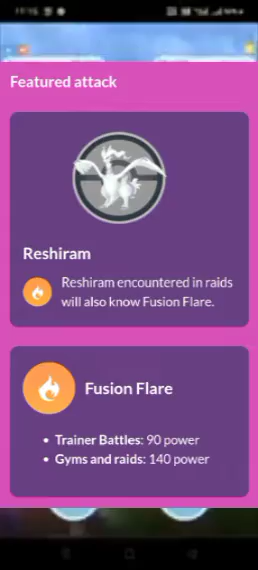 Featured attack
Reshiram
Reshiram encountered in raids
will also know Fusion Flare.
Fusion Flare
• Trainer Battles: 90 power
• Gyms and raids: 140 power